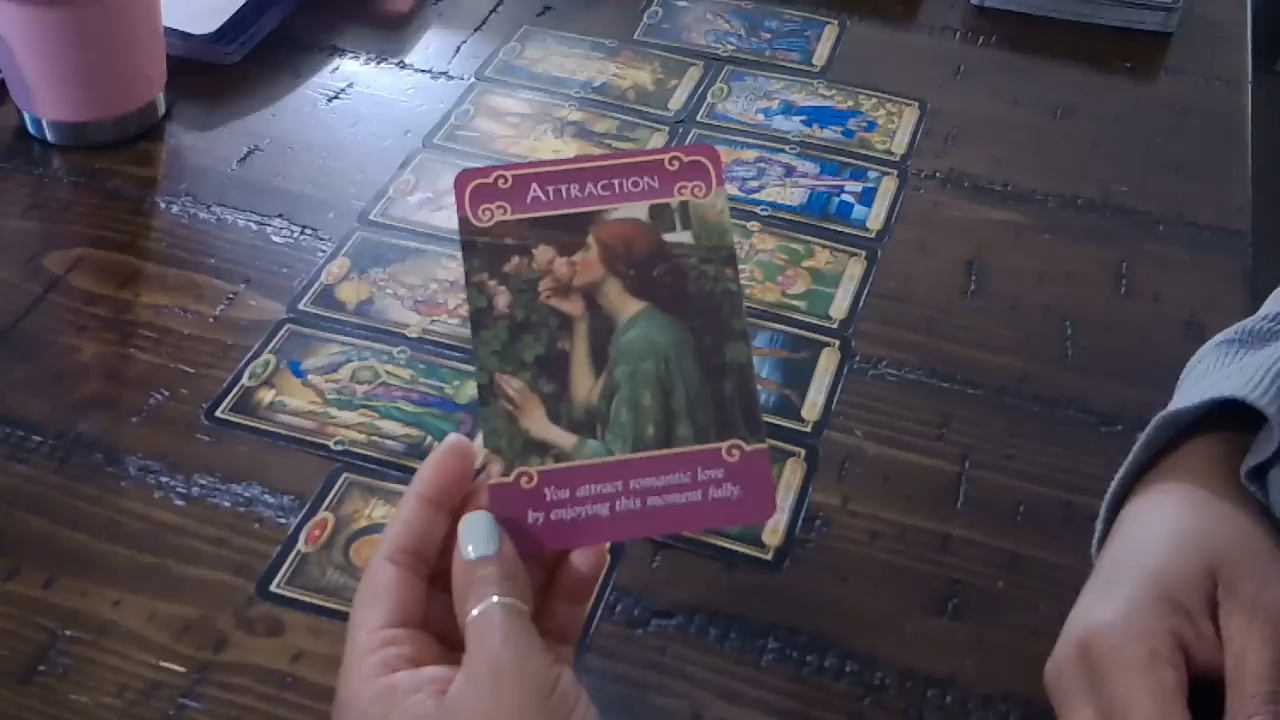 ATTRACTION
You attract romantic love
by enjoying this moment fully.